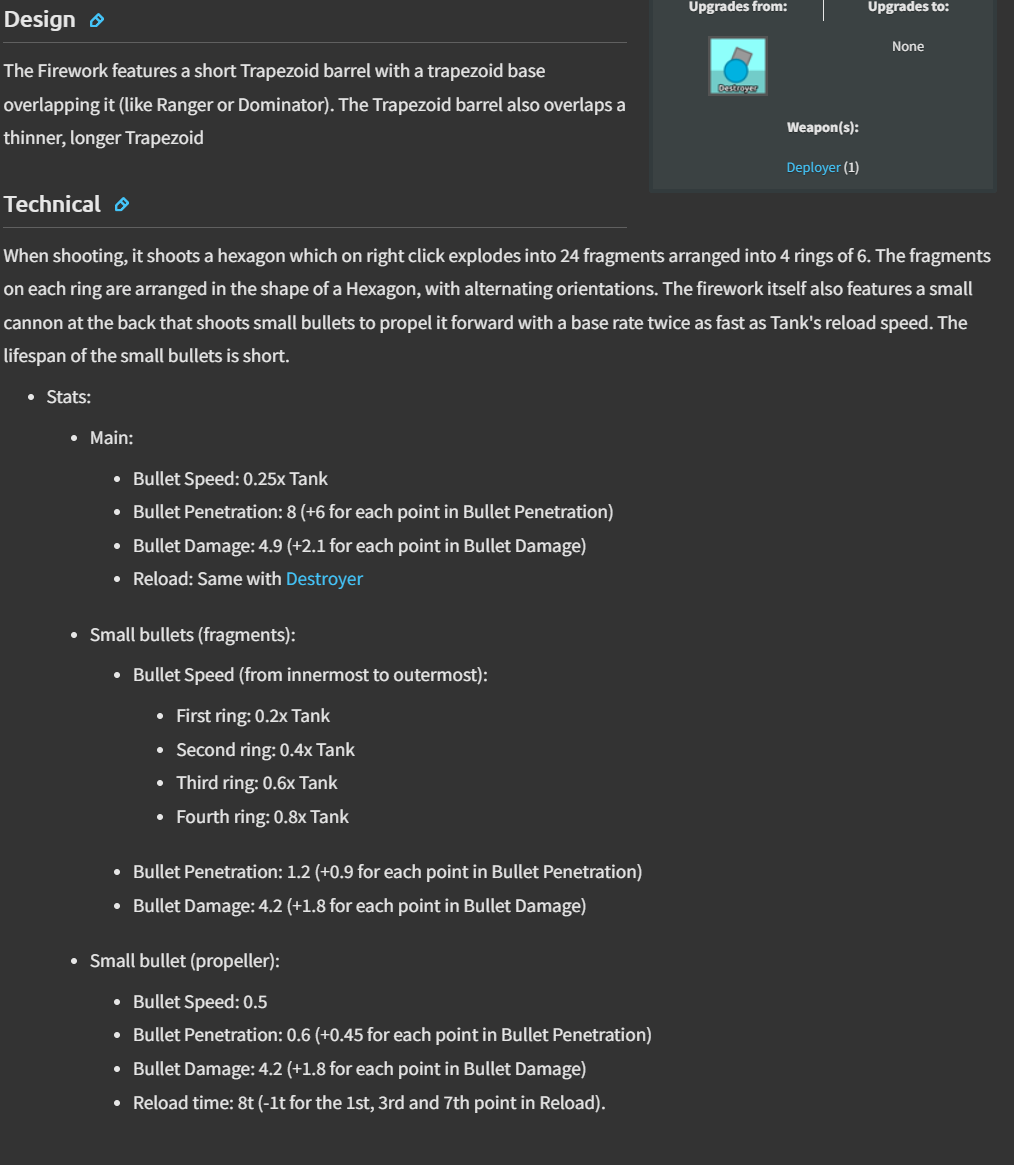 Design
The Firework features a short Trapezoid barrel with a trapezoid base
overlapping it (like Ranger or Dominator). The Trapezoid barrel also overlaps a
thinner, longer Trapezoid
Upgrades from:
Upgrades to:
Destroyer
None
Weapon(s):
Deployer (1)
Technical
When shooting, it shoots a hexagon which on right click explodes into 24 fragments arranged into 4 rings of 6. The fragments
on each ring are arranged in the shape of a Hexagon, with alternating orientations. The firework itself also features a small
cannon at the back that shoots small bullets to propel it forward with a base rate twice as fast as Tank's reload speed. The
lifespan of the small bullets is short.
• Stats:
• Main:
• Bullet Speed: 0.25x Tank
• Bullet Penetration: 8 (+6 for each point in Bullet Penetration)
• Bullet Damage: 4.9 (+2.1 for each point in Bullet Damage)
• Reload: Same with Destroyer
• Small bullets (fragments):
• Bullet Speed (from innermost to outermost):
• First ring: 0.2x Tank
• Second ring: 0.4x Tank
• Third ring: 0.6x Tank
• Fourth ring: 0.8x Tank
• Bullet Penetration: 1.2 (+0.9 for each point in Bullet Penetration)
• Bullet Damage: 4.2 (+1.8 for each point in Bullet Damage)
• Small bullet (propeller):
• Bullet Speed: 0.5
• Bullet Penetration: 0.6 (+0.45 for each point in Bullet Penetration)
• Bullet Damage: 4.2 (+1.8 for each point in Bullet Damage)
• Reload time: 8t (-1t for the 1st, 3rd and 7th point in Reload).